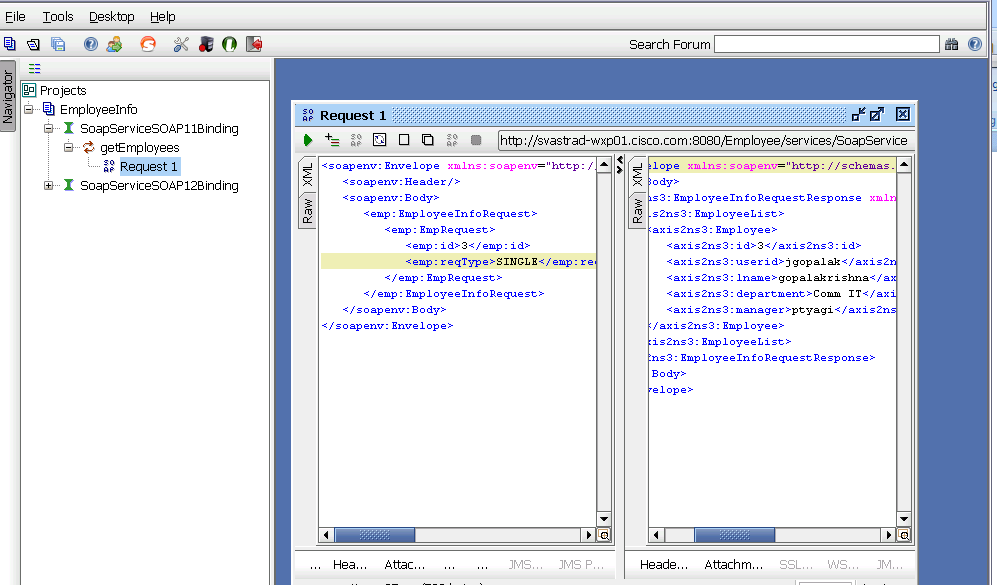 File Tools Desktop Help
Search Forum
Navigator
Projects
EmployeeInfo
SoapServiceSOAP11Binding
getEmployees
Request 1
SoapServiceSOAP12Binding
Request 1
http://svastrad-wxp01.cisco.com:8080/Employee/services/SoapService
XML
Raw
<soapenv:Envelope xmlns:soapenv="http:/
<soapenv:Header/>
<soapenv:Body>
<emp:EmployeeInfoRequest>
<emp:EmpRequest>
<emp:id>3</emp:id>
<emp:reqType>SINGLE</emp:re
</emp:EmpRequest>
</emp:EmployeeInfoRequest>
</soapenv:Body>
</soapenv:Envelope>
... Heade... Attac... ... ... JMS... JMS P...
XML
Raw
elope xmlns:soapenv="http://schemas.
Body>
ns3:EmployeeInfoRequestResponse xmln
is2ns3:EmployeeList>
axis2ns3:Employee>
<axis2ns3:id>3</axis2ns3:id>
<axis2ns3:userid>jgopalak</axis2n
<axis2ns3:lname>gopalakrishna</ax
<axis2ns3:department>Comm IT</axi
<axis2ns3:manager>ptyagi</axis2ns
/axis2ns3:Employee>
xis2ns3:EmployeeList>
ns3:EmployeeInfoRequestResponse>
Body>
velope>
Heade... Attachm... SSL... WS... JM...